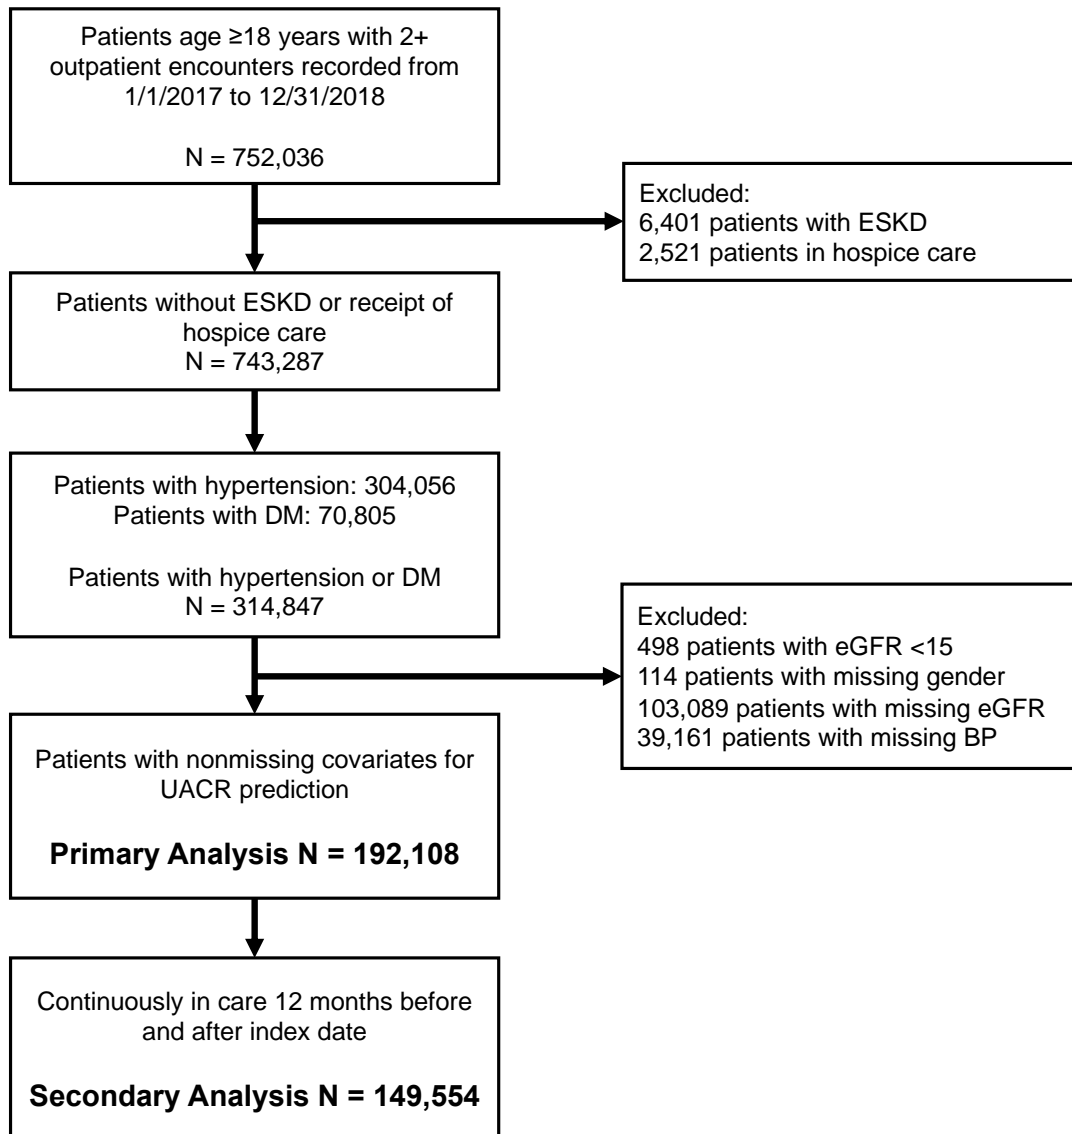 Patients age ≥18 years with 2+
outpatient encounters recorded from
1/1/2017 to 12/31/2018
N = 752,036
Excluded:
6,401 patients with ESKD
2,521 patients in hospice care
Patients without ESKD or receipt of
hospice care
N = 743,287
Patients with hypertension: 304,056
Patients with DM: 70,805
Patients with hypertension or DM
N = 314,847
Excluded:
498 patients with eGFR <15
114 patients with missing gender
103,089 patients with missing eGFR
39,161 patients with missing BP
Patients with nonmissing covariates for
UACR prediction
Primary Analysis N = 192,108
Continuously in care 12 months before
and after index date
Secondary Analysis N = 149,554